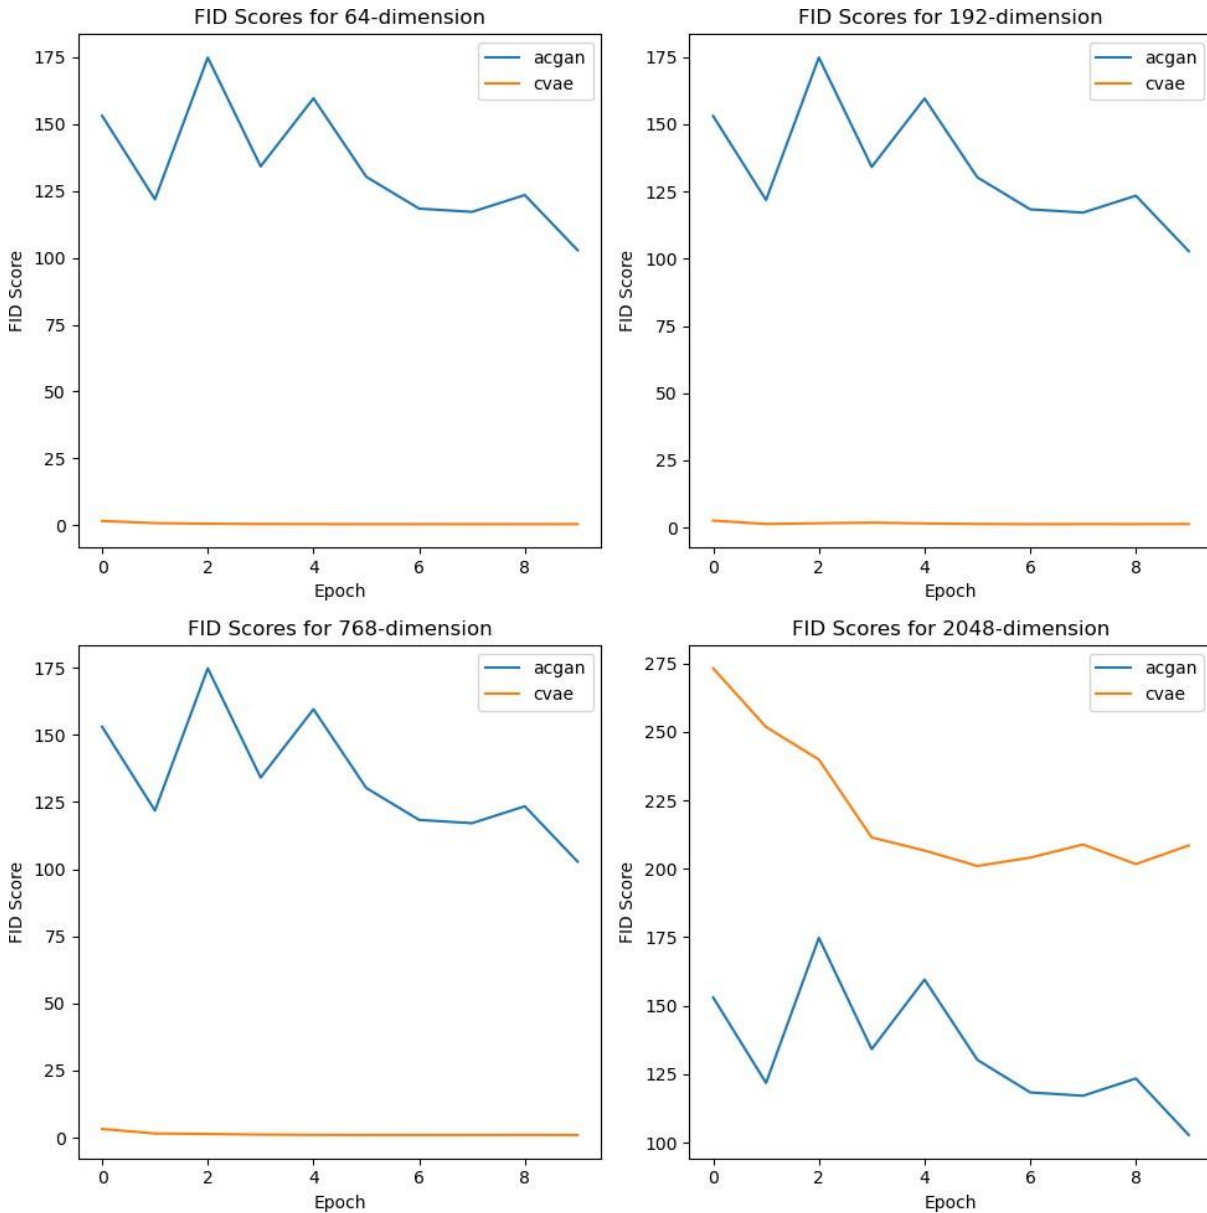 FID Scores for 64-dimension
175
150
125
100
75
50
25
0
FID Score
0 2 4 6 8
Epoch
acgan
cvae
FID Scores for 192-dimension
175
150
125
100
75
50
25
0
FID Score
0 2 4 6 8
Epoch
acgan
cvae
FID Scores for 768-dimension
175
150
125
100
75
50
25
0
FID Score
0 2 4 6 8
Epoch
acgan
cvae
FID Scores for 2048-dimension
275
250
225
200
175
150
125
100
FID Score
0 2 4 6 8
Epoch
acgan
cvae